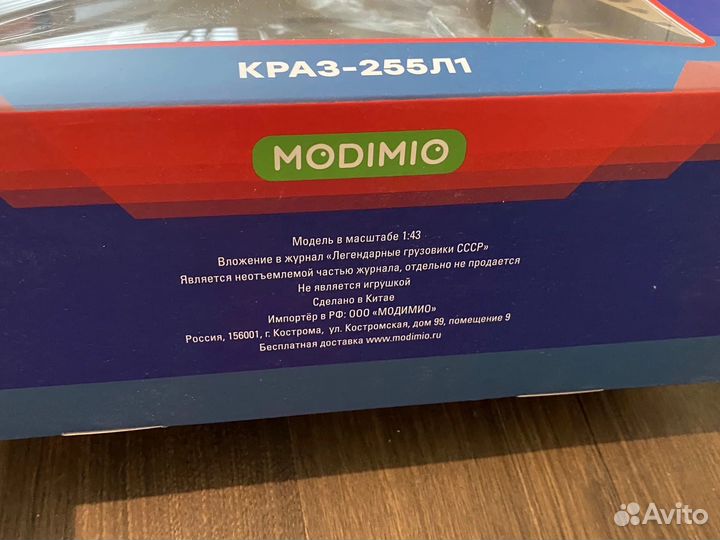 КРАЗ-255Л1
MODIMIO
Модель в масштабе 1:43
Вложение в журнал «Легендарные грузовики СССР»
Является неотъемлемой частью журнала, отдельно не продается
Не является игрушкой
Сделано в Китае
Импортёр в РФ: ООО «МОДИМИО»
Россия, 156001, г. Кострома, ул. Костромская, дом 99, помещение 9
Бесплатная доставка www.modimio.ru
Avito